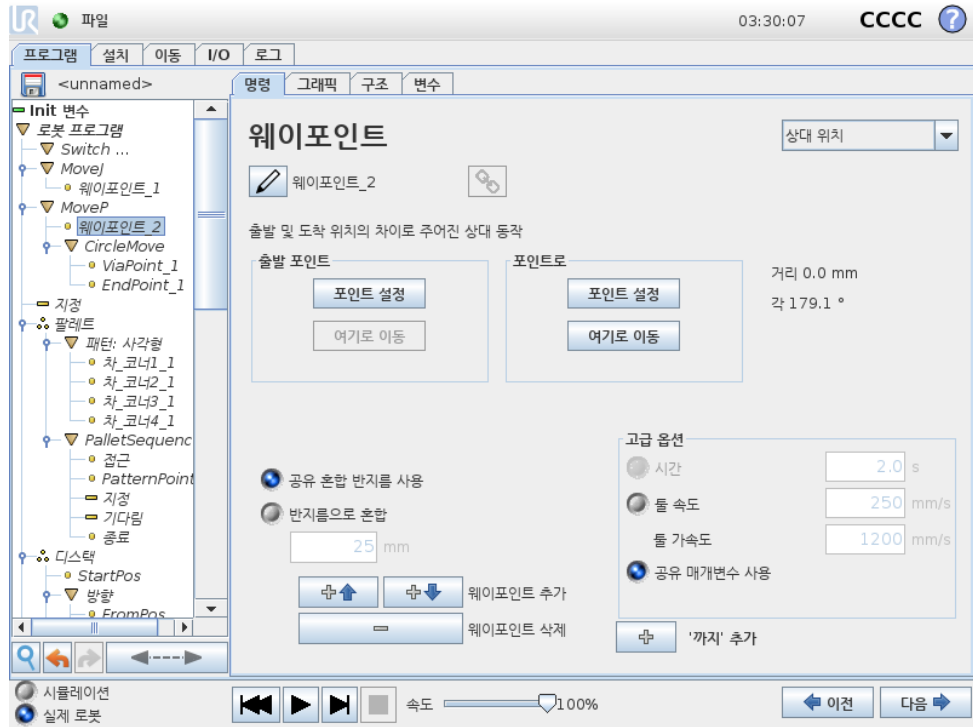 UR 파일 03:30:07 CCCC ?
프로그램 설치 이동 I/O 로그
<unnamed>
명령 그래픽 구조 변수
Init 변수
로봇 프로그램
Switch ...
MoveJ
웨이포인트_1
MoveP
웨이포인트_2
CircleMove
ViaPoint_1
EndPoint_1
지정
팔레트
패턴: 사각형
차_코너1_1
차_코너2_1
차_코너3_1
차_코너4_1
PalletSequenc
접근
PatternPoint
지정
기다림
종료
디스택
StartPos
방향
FromPos
웨이포인트
상대 위치
웨이포인트_2
출발 및 도착 위치의 차이로 주어진 상대 동작
출발 포인트
포인트 설정
여기로 이동
포인트로
포인트 설정
여기로 이동
거리 0.0 mm
각 179.1 °
공유 혼합 반지름 사용
반지름으로 혼합
25 mm
웨이포인트 추가
웨이포인트 삭제
고급 옵션
시간 2.0 s
툴 속도 250 mm/s
툴 가속도 1200 mm/s
공유 매개변수 사용
'까지' 추가
시뮬레이션
실제 로봇
속도 100%
이전
다음